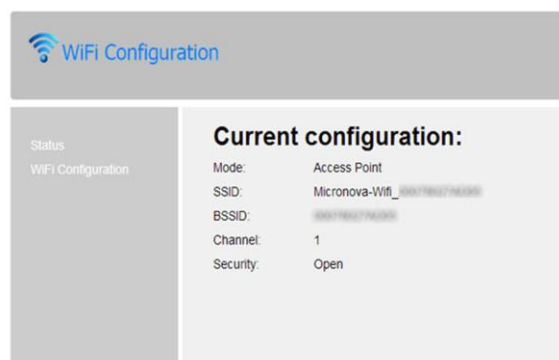 WiFi Configuration
Status
WiFi Configuration
Current configuration:
Mode: Access Point
SSID: Micronova-Wifi_
BSSID:
Channel: 1
Security: Open